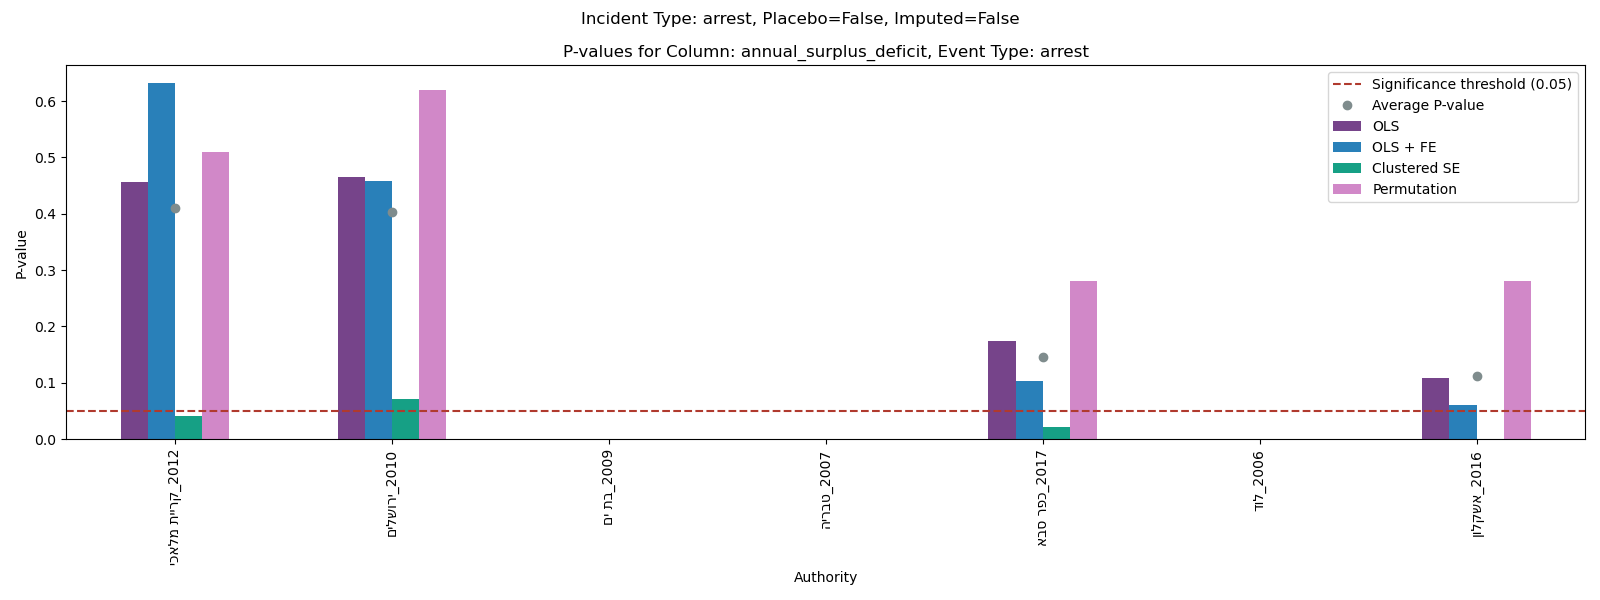 Incident Type: arrest, Placebo=False, Imputed=False
P-values for Column: annual_surplus_deficit, Event Type: arrest
Significance threshold (0.05)
Average P-value
OLS
OLS + FE
Clustered SE
Permutation
P-value
0.6
0.5
0.4
0.3
0.2
0.1
0.0
קריית מלאכי_2012
ירושלים_2010
בת ים_2009
טבריה_2007
כפר סבא_2017
לוד_2006
אשקלון_2016
Authority